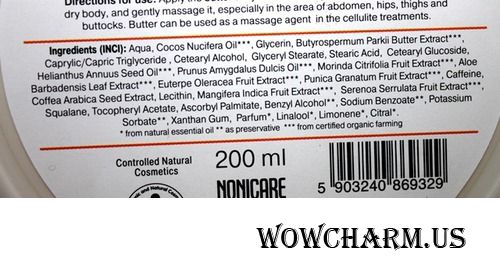 Directions for use: Apply the
dry body, and gently massage it, especially in the area of abdomen, hips, thighs and
buttocks. Butter can be used as a massage agent in the cellulite treatments.
Ingredients (INCI): Aqua, Cocos Nucifera Oil***, Glycerin, Butyrospermum Parkii Butter Extract***,
Caprylic/Capric Triglyceride , Cetearyl Alcohol, Glyceryl Stearate, Stearic Acid, Cetearyl Glucoside,
Helianthus Annuus Seed Oil***, Prunus Amygdalus Dulcis Oil***, Morinda Citrifolia Fruit Extract***, Aloe
Barbadensis Leaf Extract***, Euterpe Oleracea Fruit Extract***, Punica Granatum Fruit Extract***, Caffeine,
Coffea Arabica Seed Extract, Lecithin, Mangifera Indica Fruit Extract***, Serenoa Serrulata Fruit Extract***,
Squalane, Tocopheryl Acetate, Ascorbyl Palmitate, Benzyl Alcohol**, Sodium Benzoate**, Potassium
Sorbate**, Xanthan Gum, Parfum*, Linalool*, Limonene*, Citral*.
* from natural essential oil ** as preservative *** from certified organic farming
Controlled Natural
Cosmetics
200 ml
NONICARE
5 903240 869329
WOWCHARM.US